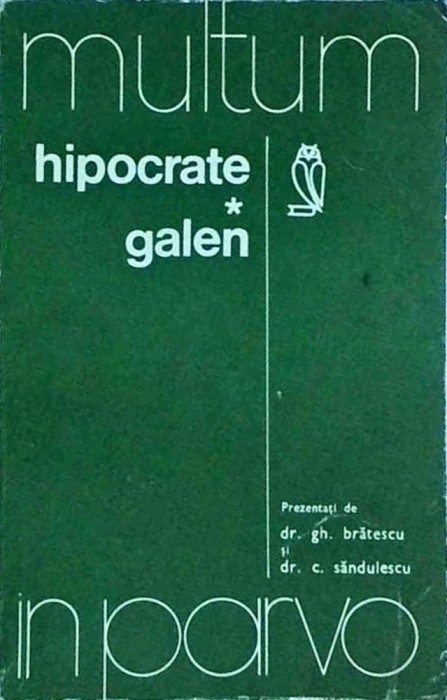 multum
hipocrate
*
galen
Prezentați de
dr. gh. brătescu
și
dr. c. săndulescu
in parvo